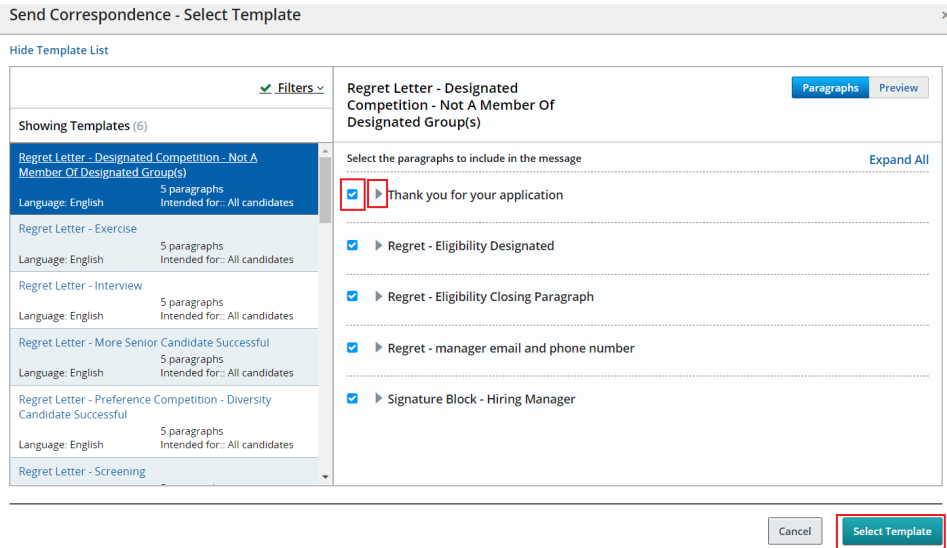 Send Correspondence - Select Template
×
Hide Template List
✔ Filters
Showing Templates (6)
Regret Letter - Designated Competition - Not A
Member Of Designated Group(s)
5 paragraphs
Language: English Intended for:: All candidates
Regret Letter - Exercise
5 paragraphs
Language: English Intended for:: All candidates
Regret Letter - Interview
5 paragraphs
Language: English Intended for:: All candidates
Regret Letter - More Senior Candidate Successful
5 paragraphs
Language: English Intended for:: All candidates
Regret Letter - Preference Competition - Diversity
Candidate Successful
5 paragraphs
Language: English Intended for:: All candidates
Regret Letter - Screening
Regret Letter - Designated
Competition - Not A Member Of
Designated Group(s)
Paragraphs Preview
Select the paragraphs to include in the message Expand All
Thank you for your application
Regret - Eligibility Designated
Regret - Eligibility Closing Paragraph
Regret - manager email and phone number
Signature Block - Hiring Manager
Cancel Select Template